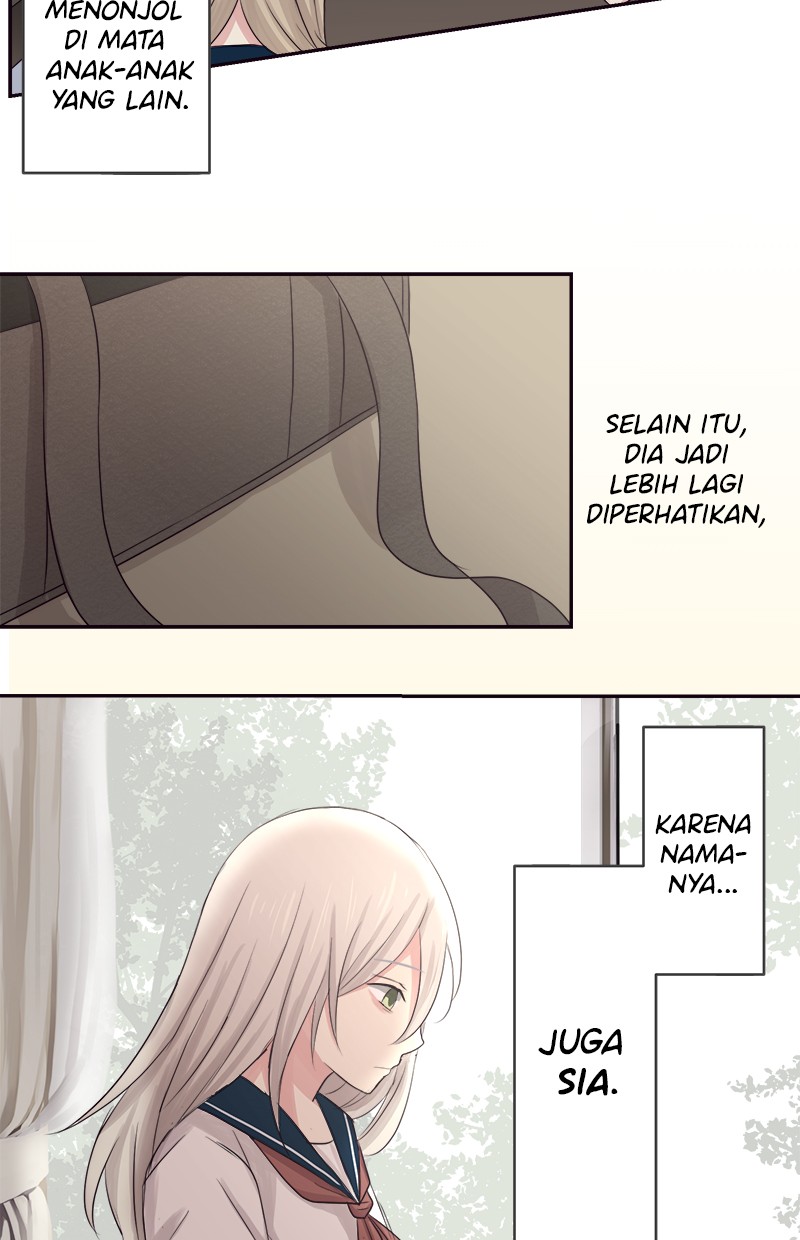 MENONJOL
DI MATA
ANAK-ANAK
YANG LAIN.
SELAIN ITU,
DIA JADI
LEBIH LAGI
DIPERHATIKAN,
KARENA
NAMA-
NYA...
JUGA
SIA.